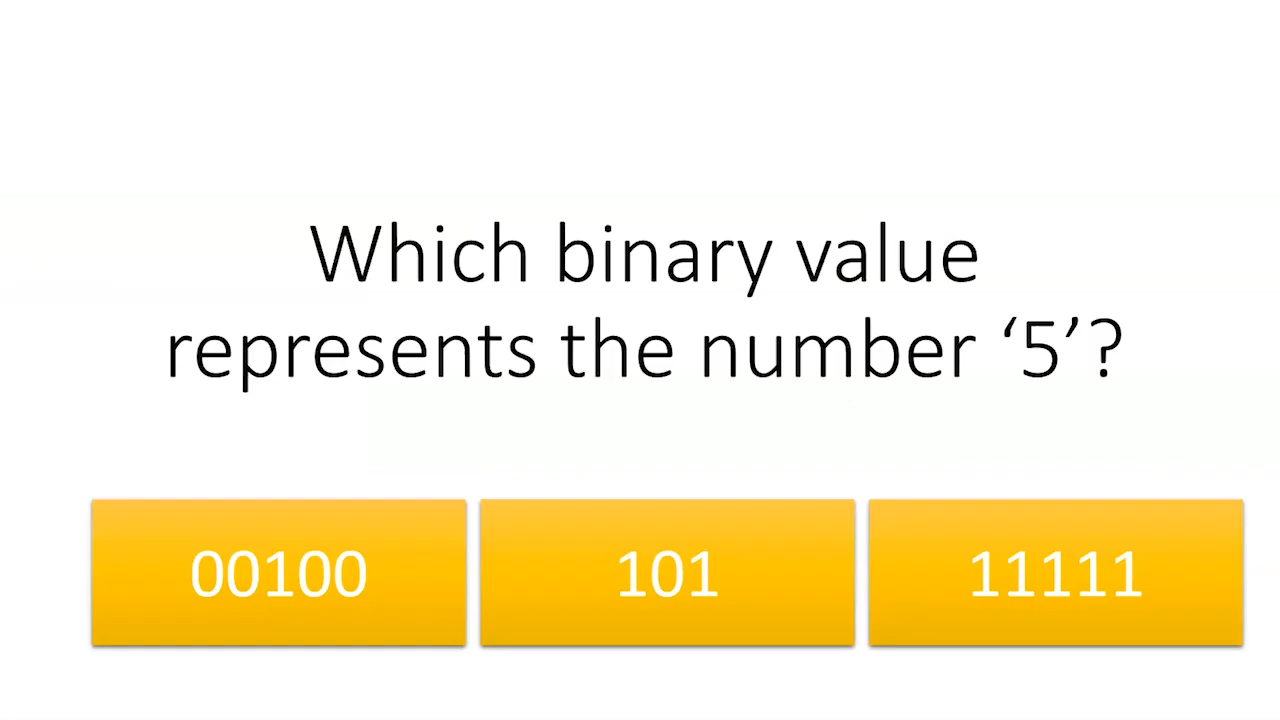 Which binary value
represents the number ‘5’?
00100
101
11111